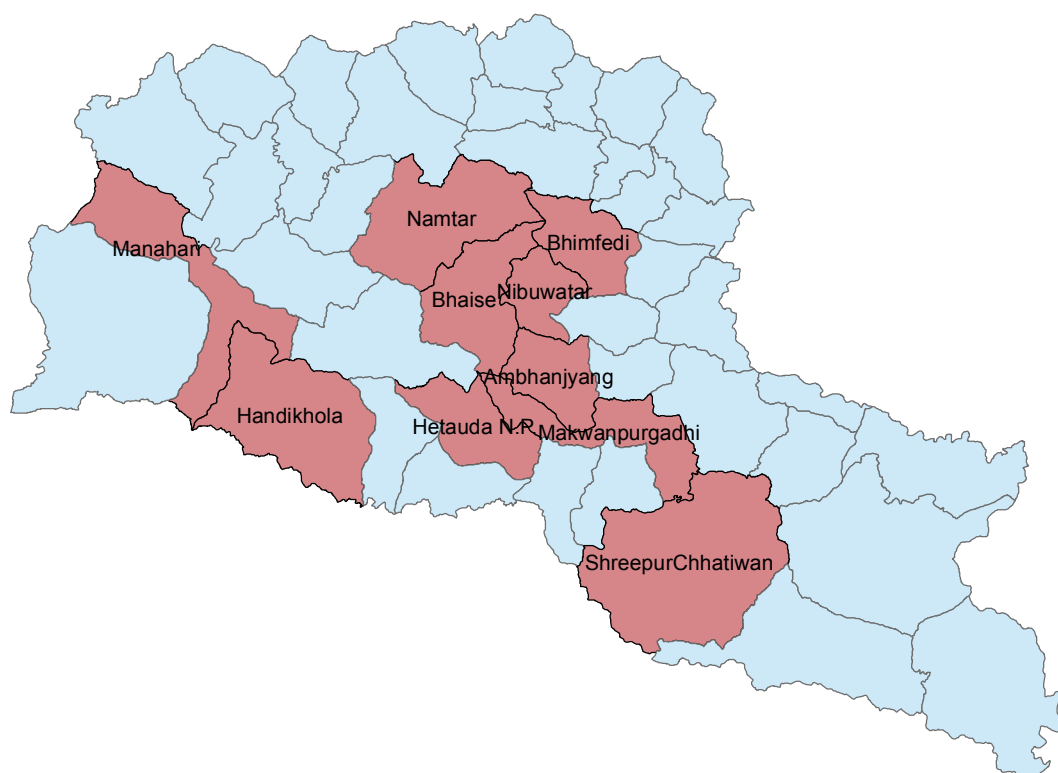 Namtar
Bhimfedi
Manahari
Nibuwatar
Bhaise
Ambhanjyang
Handikhola
Hetauda N.P.
Makwanpurgadhi
ShreepurChhatiwan